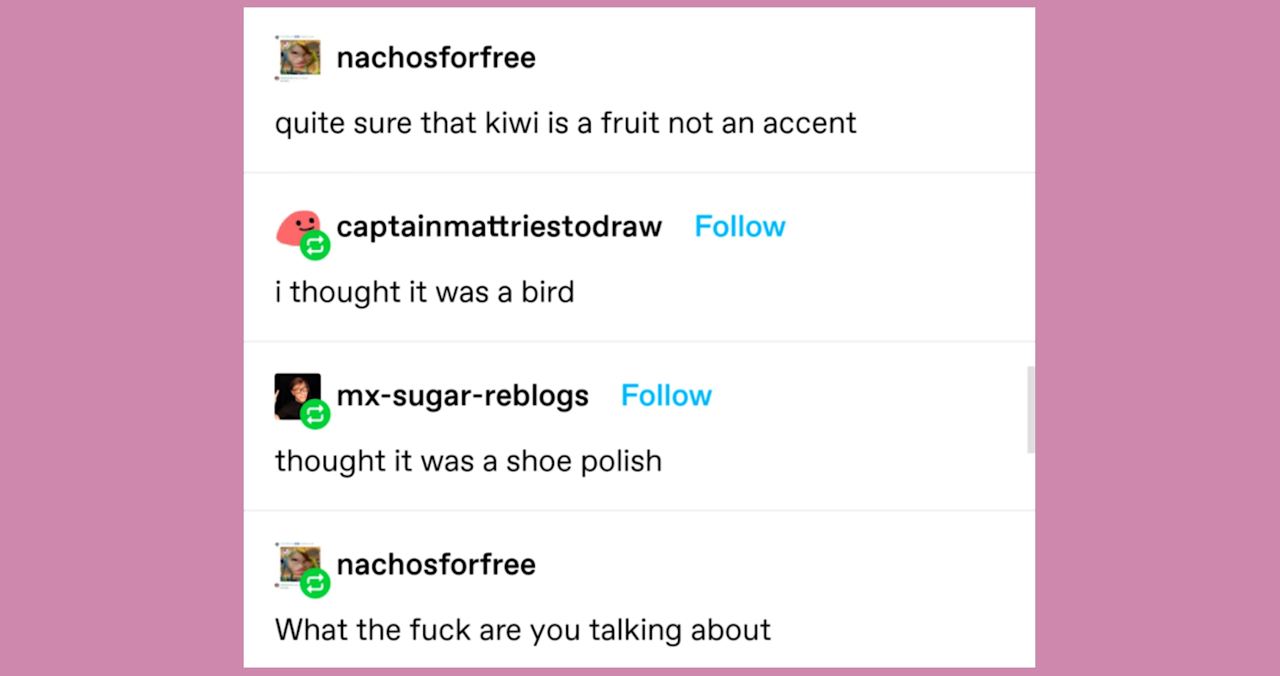 nachosforfree
quite sure that kiwi is a fruit not an accent
captainmattriestodraw Follow
i thought it was a bird
mx-sugar-reblogs Follow
thought it was a shoe polish
nachosforfree
What the fuck are you talking about